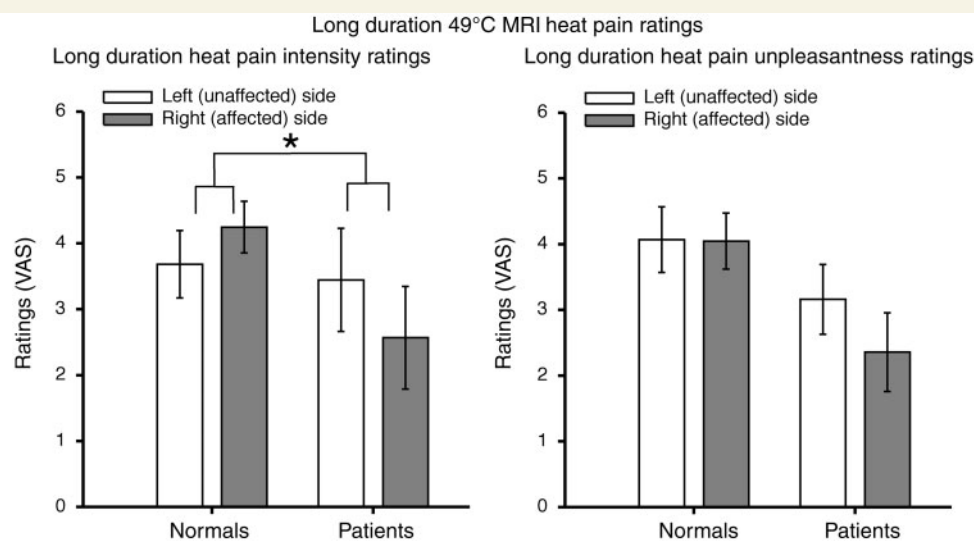 Long duration 49°C MRI heat pain ratings
Long duration heat pain intensity ratings
Left (unaffected) side
Right (affected) side
*
Ratings (VAS)
6
5
4
3
2
1
0
Normals
Patients
Long duration heat pain unpleasantness ratings
Left (unaffected) side
Right (affected) side
Ratings (VAS)
6
5
4
3
2
1
0
Normals
Patients